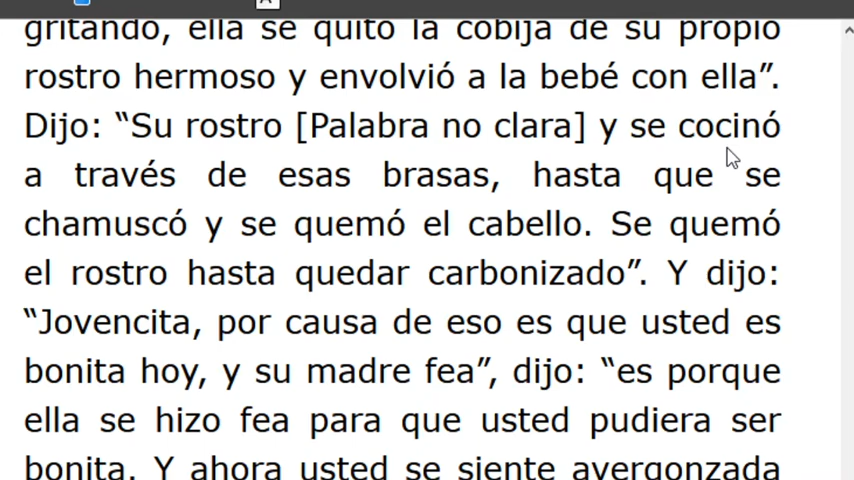 gritando, ella se quitó la cobija de su propio
rostro hermoso y envolvió a la bebé con ella”.
Dijo: “Su rostro [Palabra no clara] y se cocinó
a través de esas brasas, hasta que se
chamuscó y se quemó el cabello. Se quemó
el rostro hasta quedar carbonizado”. Y dijo:
“Jovencita, por causa de eso es que usted es
bonita hoy, y su madre fea”, dijo: “es porque
ella se hizo fea para que usted pudiera ser
bonita. Y ahora usted se siente avergonzada